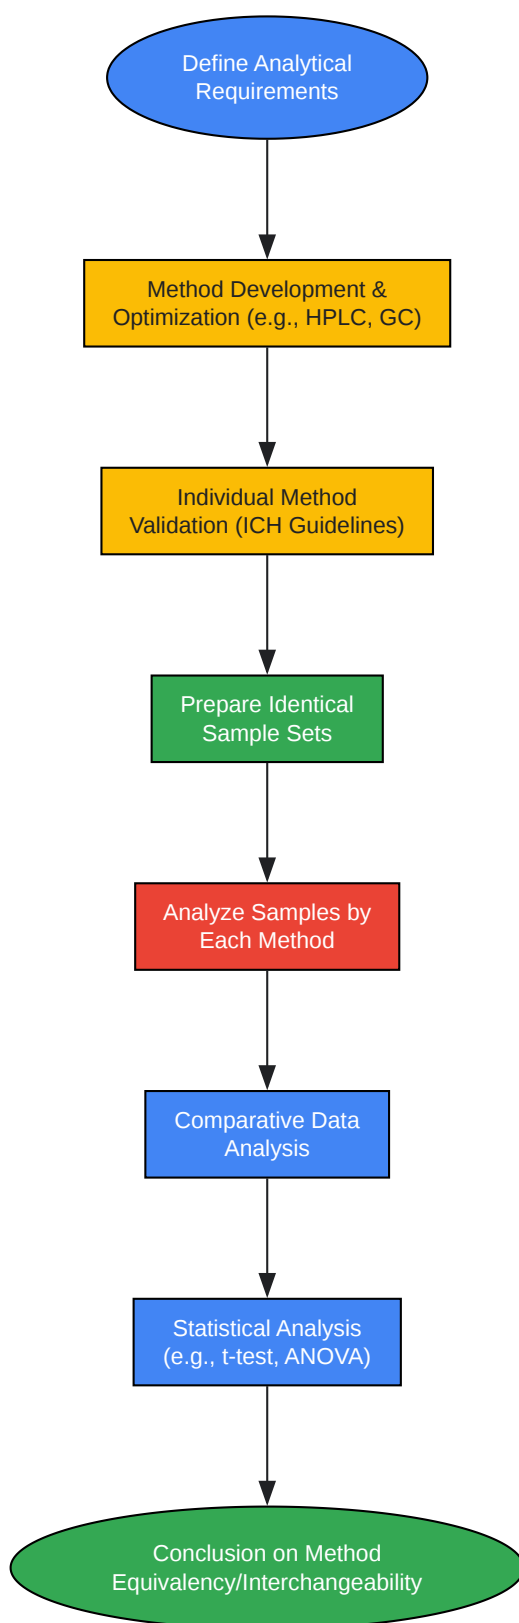 Define Analytical
Requirements
Method Development &
Optimization (e.g., HPLC, GC)
Individual Method
Validation (ICH Guidelines)
Prepare Identical
Sample Sets
Analyze Samples by
Each Method
Comparative Data
Analysis
Statistical Analysis
(e.g., t-test, ANOVA)
Conclusion on Method
Equivalency/Interchangeability